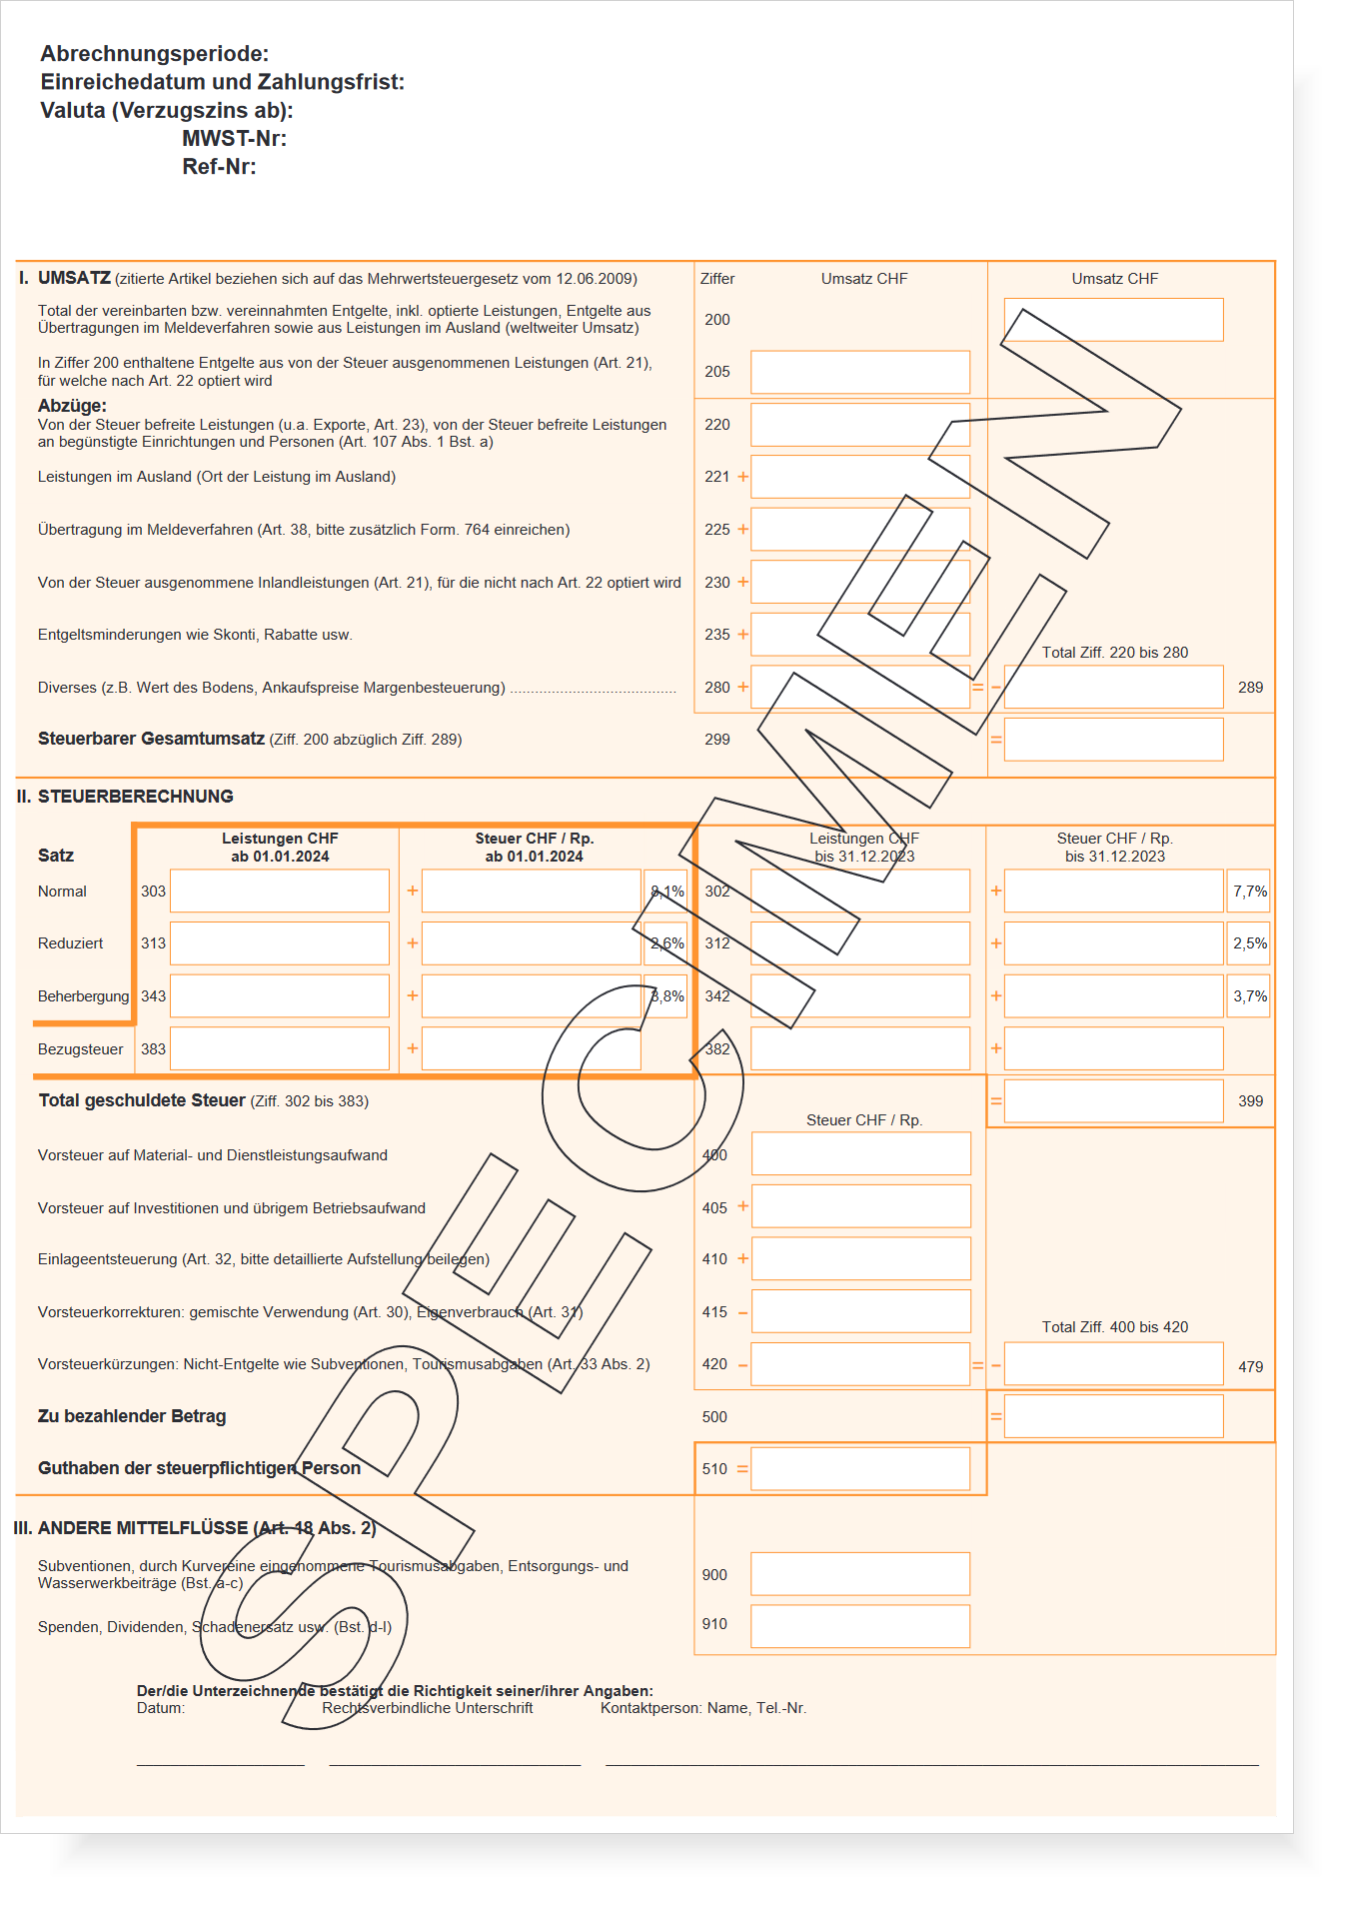 Abrechnungsperiode:
Einreichedatum und Zahlungsfrist:
Valuta (Verzugszins ab):
MWST-Nr:
Ref-Nr:
I. UMSATZ (zitierte Artikel beziehen sich auf das Mehrwertsteuergesetz vom 12.06.2009) Ziffer Umsatz CHF Umsatz CHF
Total der vereinbarten bzw. vereinnahmten Entgelte, inkl. optierte Leistungen, Entgelte aus
Übertragungen im Meldeverfahren sowie aus Leistungen im Ausland (weltweiter Umsatz) 200
In Ziffer 200 enthaltene Entgelte aus von der Steuer ausgenommenen Leistungen (Art. 21),
für welche nach Art. 22 optiert wird 205
Abzüge:
Von der Steuer befreite Leistungen (u.a. Exporte, Art. 23), von der Steuer befreite Leistungen 220
an begünstigte Einrichtungen und Personen (Art. 107 Abs. 1 Bst. a)
Leistungen im Ausland (Ort der Leistung im Ausland) 221 +
Übertragung im Meldeverfahren (Art. 38, bitte zusätzlich Form. 764 einreichen) 225 +
Von der Steuer ausgenommene Inlandleistungen (Art. 21), für die nicht nach Art. 22 optiert wird 230 +
Entgeltsminderungen wie Skonti, Rabatte usw. 235 +
Total Ziff. 220 bis 280
Diverses (z.B. Wert des Bodens, Ankaufspreise Margenbesteuerung) ........................................ 280 + = - 289
Steuerbarer Gesamtumsatz (Ziff. 200 abzüglich Ziff. 289) 299 =
II. STEUERBERECHNUNG
Leistungen CHF Steuer CHF / Rp. Leistungen CHF Steuer CHF / Rp.
Satz ab 01.01.2024 ab 01.01.2024 bis 31.12.2023 bis 31.12.2023
Normal 303 + 8,1% 302 + 7,7%
Reduziert 313 + 2,6% 312 + 2,5%
Beherbergung 343 + 3,8% 342 + 3,7%
Bezugsteuer 383 + 382 +
Total geschuldete Steuer (Ziff. 302 bis 383) = 399
Steuer CHF / Rp.
Vorsteuer auf Material- und Dienstleistungsaufwand 400
Vorsteuer auf Investitionen und übrigem Betriebsaufwand 405 +
Einlageentsteuerung (Art. 32, bitte detaillierte Aufstellung beilegen) 410 +
Vorsteuerkorrekturen: gemischte Verwendung (Art. 30), Eigenverbrauch (Art. 31) 415 -
Total Ziff. 400 bis 420
Vorsteuerkürzungen: Nicht-Entgelte wie Subventionen, Tourismusabgaben (Art. 33 Abs. 2) 420 - = - 479
Zu bezahlender Betrag 500 =
Guthaben der steuerpflichtigen Person 510 =
III. ANDERE MITTELFLÜSSE (Art. 18 Abs. 2)
Subventionen, durch Kurvereine eingenommene Tourismusabgaben, Entsorgungs- und
Wasserwerkbeiträge (Bst. a-c) 900
Spenden, Dividenden, Schadenersatz usw. (Bst. d-l) 910
Der/die Unterzeichnende bestätigt die Richtigkeit seiner/ihrer Angaben:
Datum: Rechtsverbindliche Unterschrift Kontaktperson: Name, Tel.-Nr.
SPECIMEN